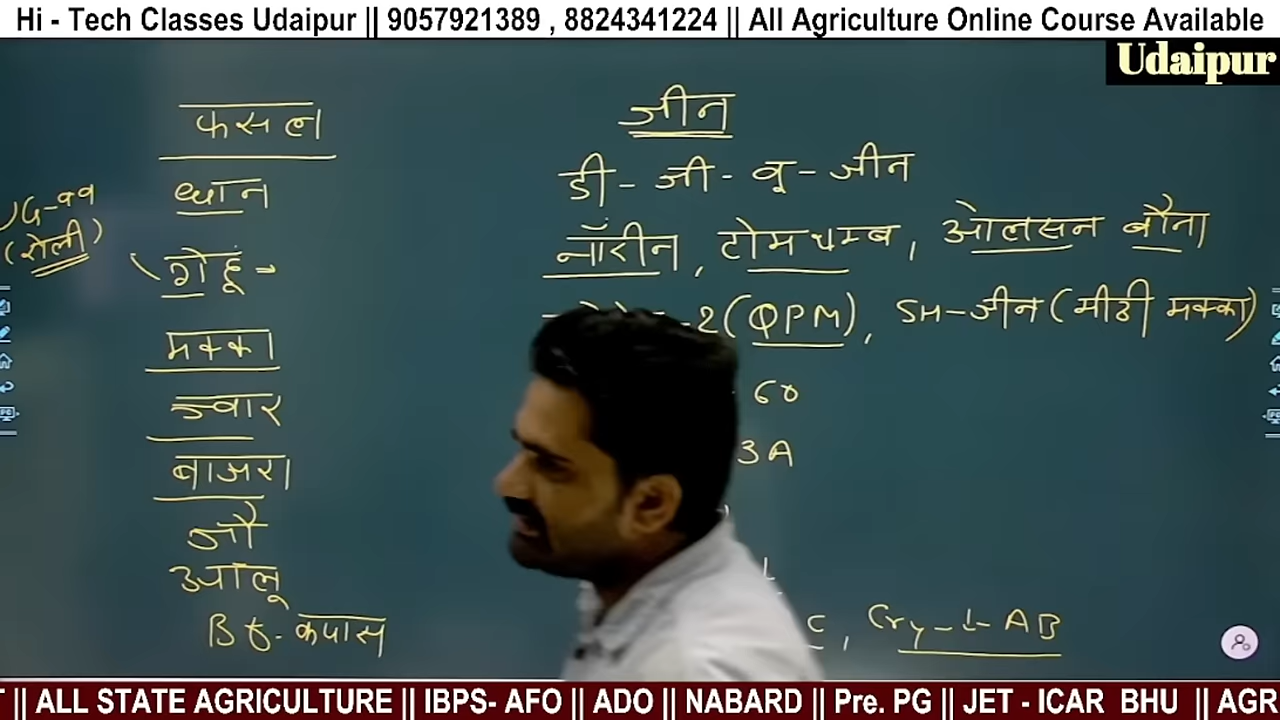 Hi - Tech Classes Udaipur || 9057921389 , 8824341224 || All Agriculture Online Course Available
Udaipur
फसल जीन
धान डी - जी - वू - जीन
(सोली)
गेहूं - नॉरीन, टोमथम्ब, ओलसन बौना
मक्का -2 (QPM), SH-जीन (मीठी मक्का)
ज्वार 60
बाजरा 3A
जौ
आलू
Bt. कपास C, Cry-1-AB
|| ALL STATE AGRICULTURE || IBPS- AFO || ADO || NABARD || Pre. PG || JET - ICAR BHU || AGR